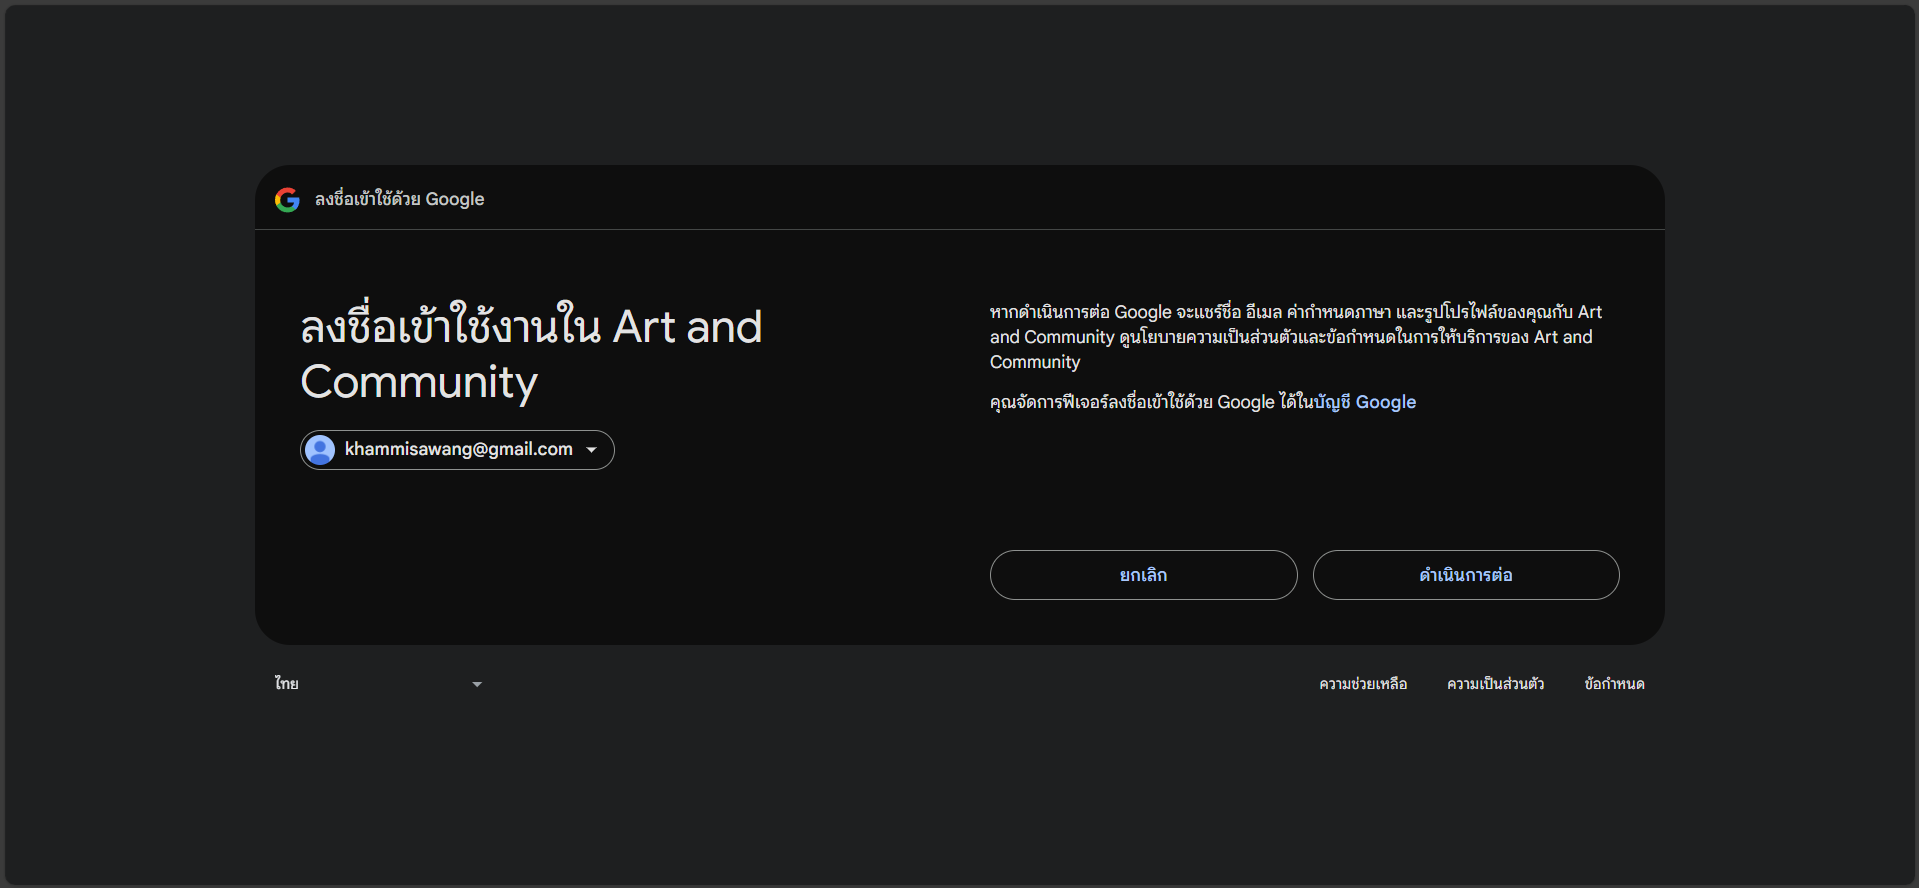 ลงชื่อเข้าใช้ด้วย Google
ลงชื่อเข้าใช้งานใน Art and
Community
khammisawang@gmail.com
หากดำเนินการต่อ Google จะแชร์ชื่อ อีเมล ค่ากำหนดภาษา และรูปโปรไฟล์ของคุณกับ Art
and Community ดูนโยบายความเป็นส่วนตัวและข้อกำหนดในการให้บริการของ Art and
Community
คุณจัดการฟีเจอร์ลงชื่อเข้าใช้ด้วย Google ได้ในบัญชี Google
ยกเลิก
ดำเนินการต่อ
ไทย
ความช่วยเหลือ
ความเป็นส่วนตัว
ข้อกำหนด